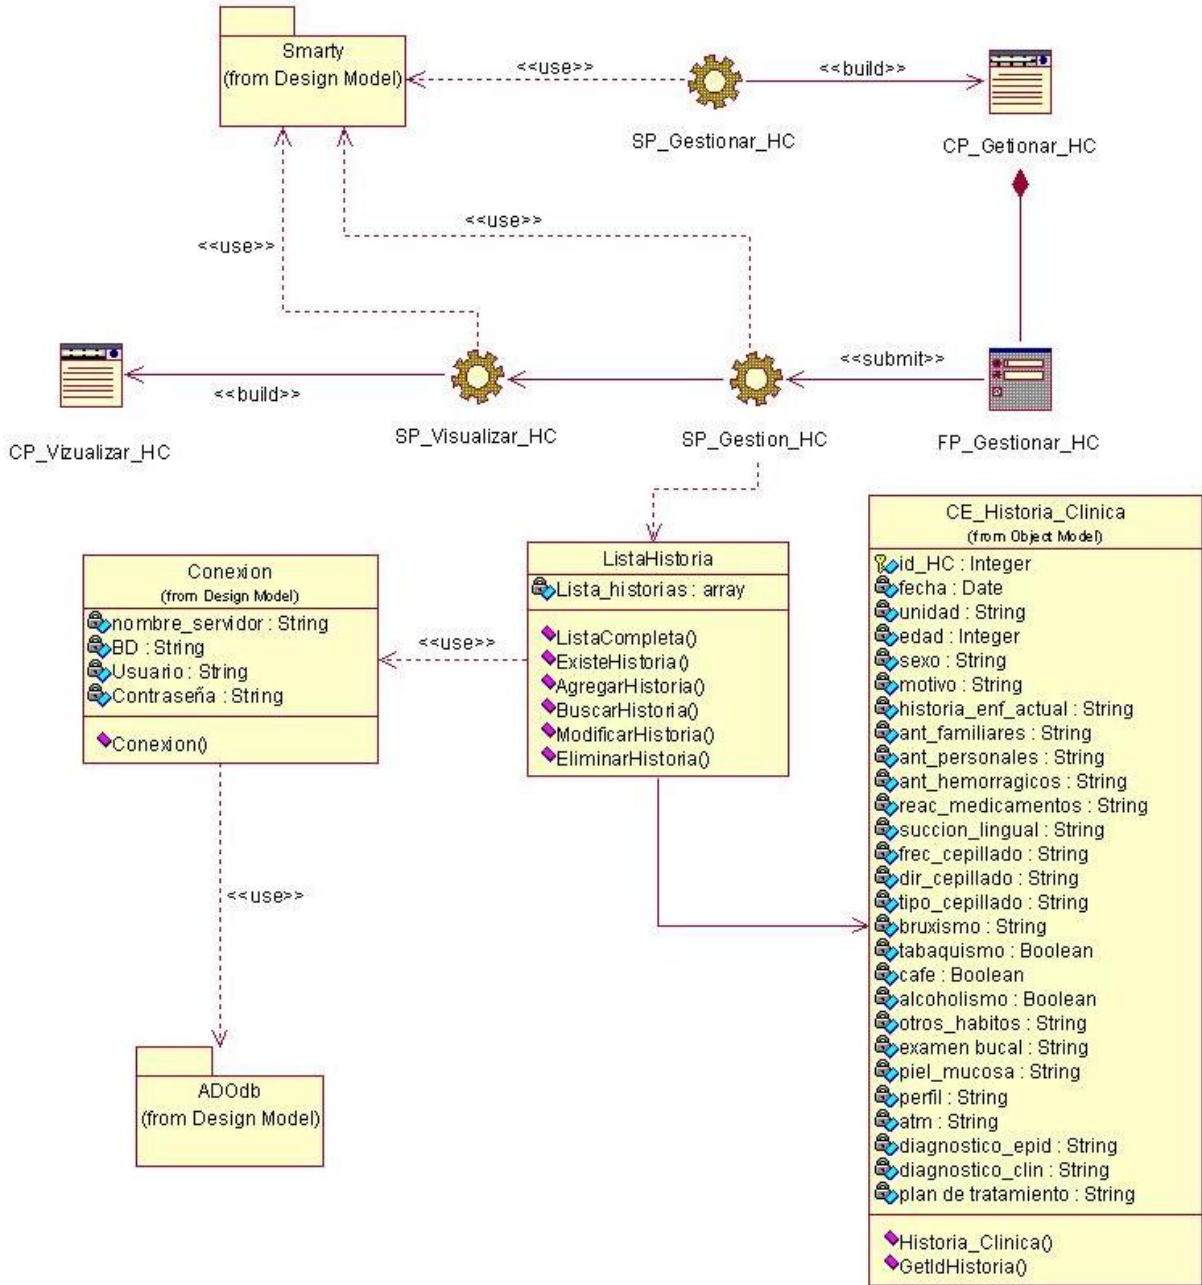 Smarty
(from Design Model)
<<use>>
<<build>>
SP_Gestionar_HC
CP_Getionar_HC
<<use>>
<<use>>
<<submit>>
<<build>>
CP_Vizualizar_HC
SP_Visualizar_HC
SP_Gestion_HC
FP_Gestionar_HC
Conexion
(from Design Model)
nombre_servidor : String
BD : String
Usuario : String
Contraseña : String
Conexion()
<<use>>
ListaHistoria
Lista_historias : array
ListaCompleta()
ExisteHistoria()
AgregarHistoria()
BuscarHistoria()
ModificarHistoria()
EliminarHistoria()
CE_Historia_Clinica
(from Object Model)
id_HC : Integer
fecha : Date
unidad : String
edad : Integer
sexo : String
motivo : String
historia_enf_actual : String
ant_familiares : String
ant_personales : String
ant_hemorragicos : String
reac_medicamentos : String
succion_lingual : String
frec_cepillado : String
dir_cepillado : String
tipo_cepillado : String
bruxismo : String
tabaquismo : Boolean
cafe : Boolean
alcoholismo : Boolean
otros_habitos : String
examen bucal : String
piel_mucosa : String
perfil : String
atm : String
diagnostico_epid : String
diagnostico_clin : String
plan de tratamiento : String
Historia_Clinica()
GetIdHistoria()
<<use>>
ADOdb
(from Design Model)